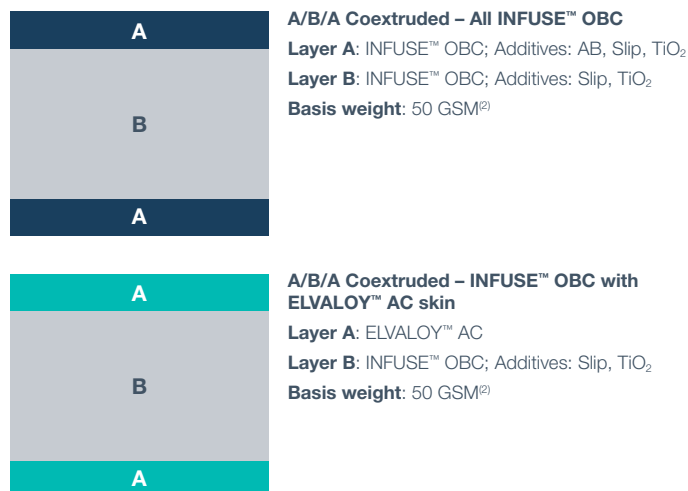 A
B
A
A/B/A Coextruded – All INFUSE™ OBC
Layer A: INFUSE™ OBC; Additives: AB, Slip, TiO₂
Layer B: INFUSE™ OBC; Additives: Slip, TiO₂
Basis weight: 50 GSM⁽²⁾
A
B
A
A/B/A Coextruded – INFUSE™ OBC with
ELVALOY™ AC skin
Layer A: ELVALOY™ AC
Layer B: INFUSE™ OBC; Additives: Slip, TiO₂
Basis weight: 50 GSM⁽²⁾